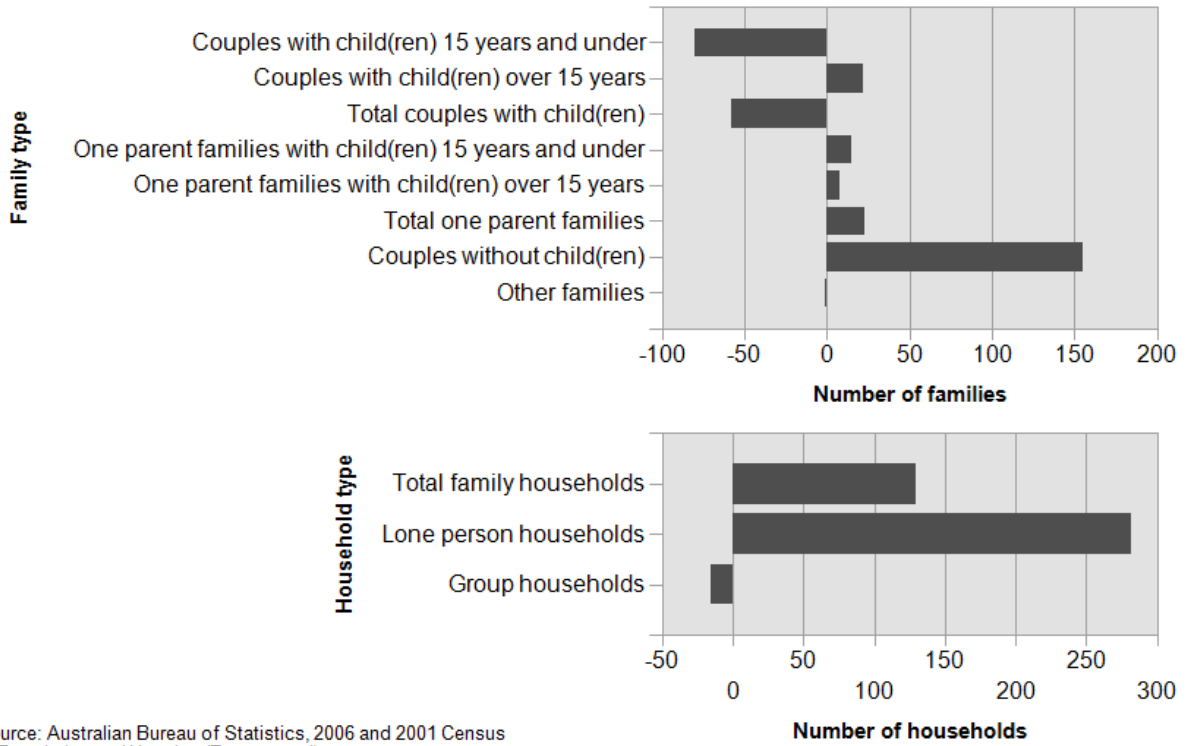 Family type
Couples with child(ren) 15 years and under
Couples with child(ren) over 15 years
Total couples with child(ren)
One parent families with child(ren) 15 years and under
One parent families with child(ren) over 15 years
Total one parent families
Couples without child(ren)
Other families
-100 -50 0 50 100 150 200
Number of families
Household type
Total family households
Lone person households
Group households
-50 50 150 250
0 100 200 300
Number of households
urce: Australian Bureau of Statistics, 2006 and 2001 Census